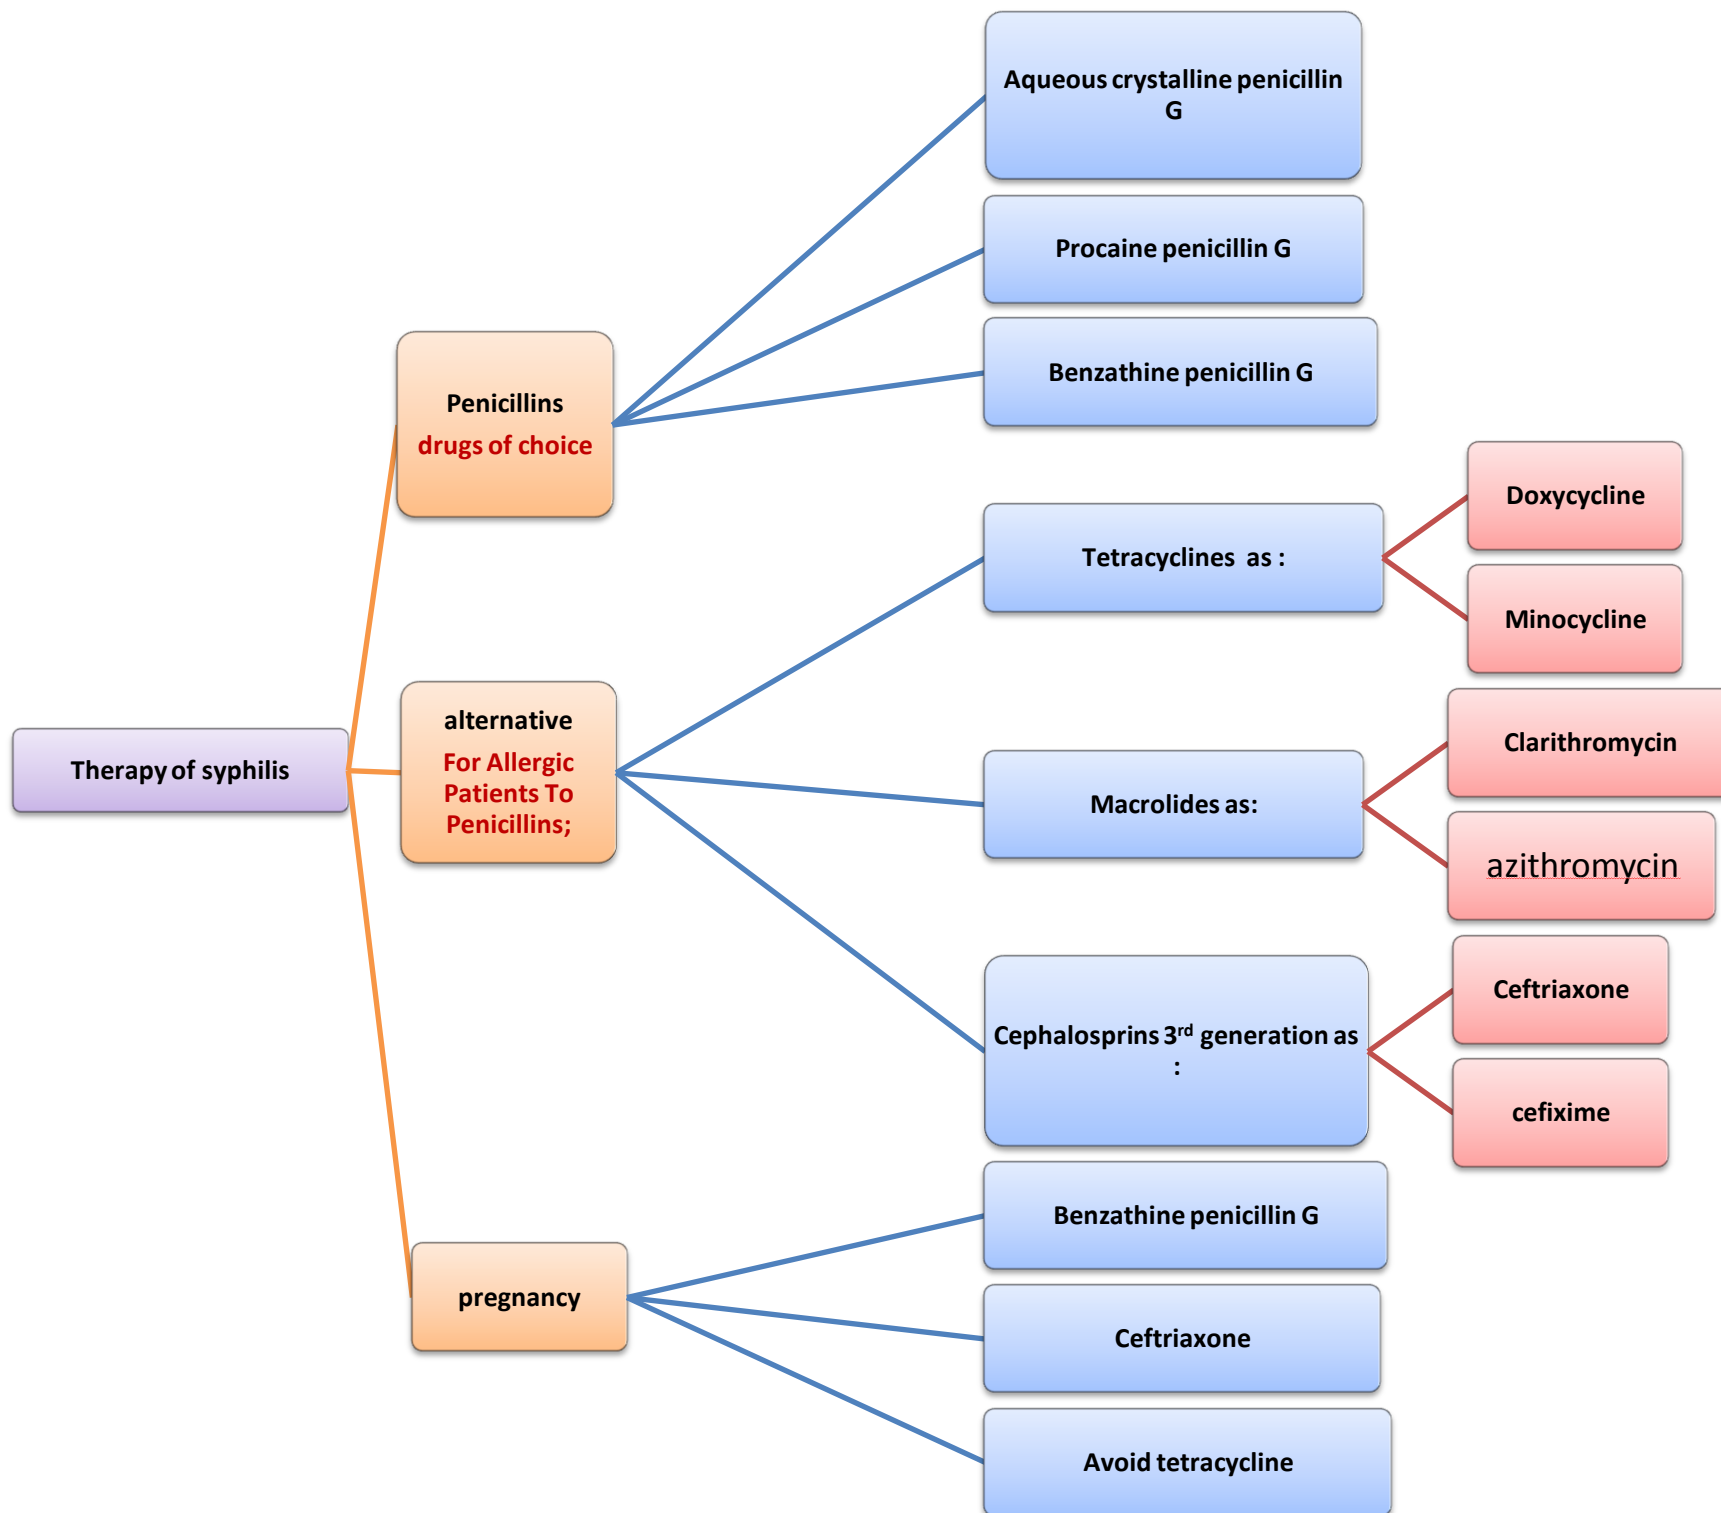 Therapy of syphilis
Penicillins
drugs of choice
Aqueous crystalline penicillin
G
Procaine penicillin G
Benzathine penicillin G
alternative
For Allergic
Patients To
Penicillins;
Tetracyclines as :
Doxycycline
Minocycline
Macrolides as:
Clarithromycin
azithromycin
Cephalosprins 3rd generation as
:
Ceftriaxone
cefixime
pregnancy
Benzathine penicillin G
Ceftriaxone
Avoid tetracycline